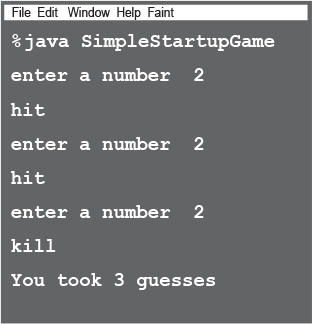 File Edit Window Help Faint
%java SimpleStartupGame
enter a number 2
hit
enter a number 2
hit
enter a number 2
kill
You took 3 guesses